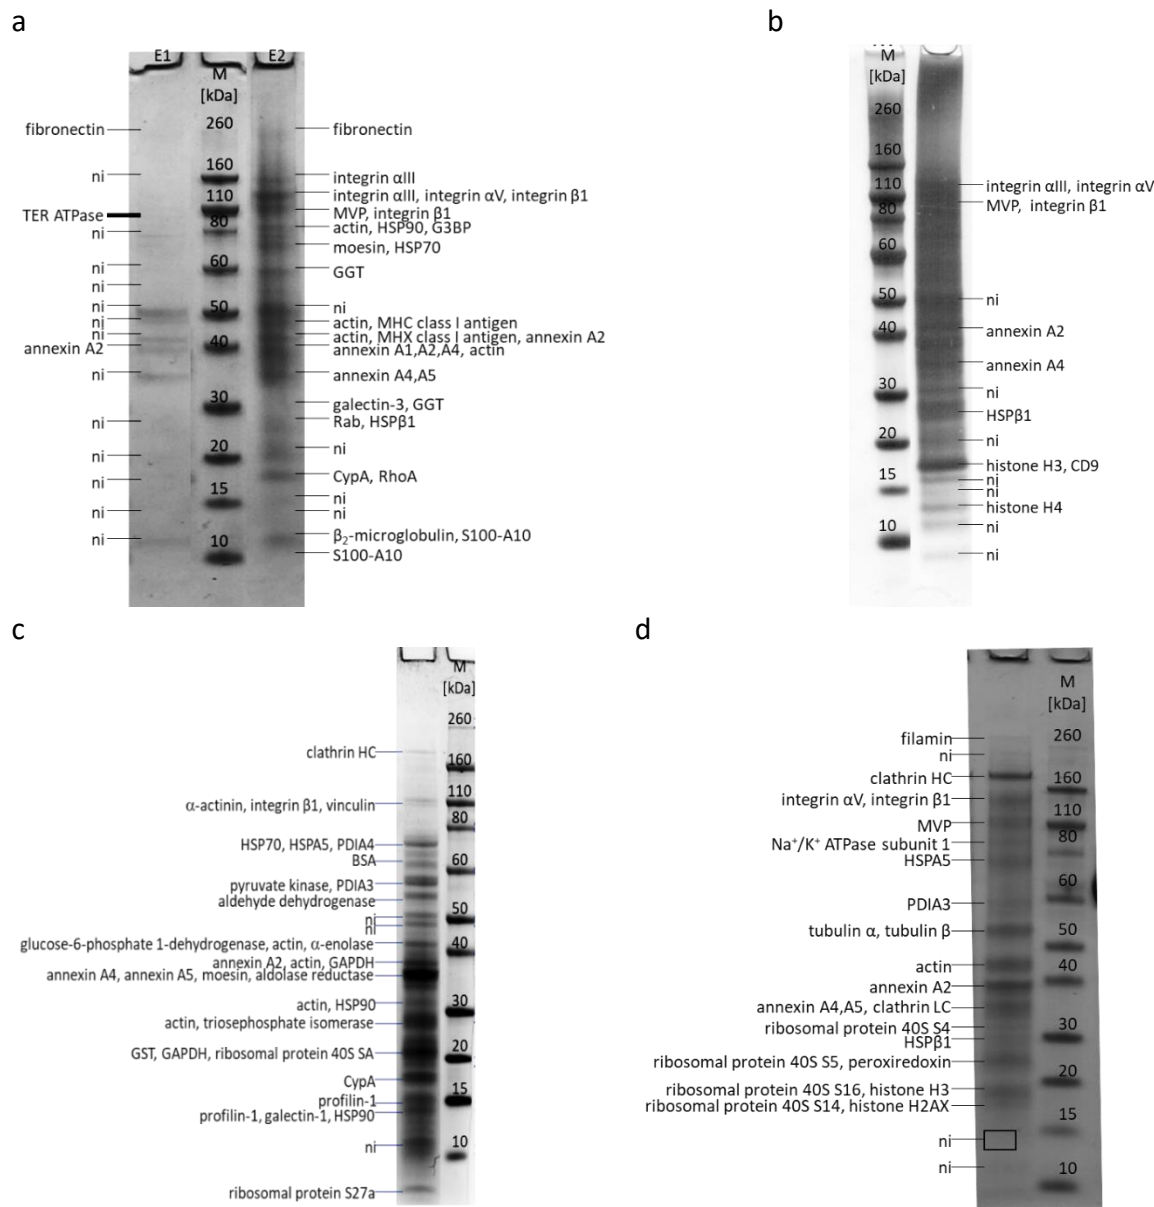 a
E1
E2
M
[kDa]
260
160
110
80
60
50
40
30
20
15
10
fibronectin
ni
TER ATPase
ni
ni
ni
ni
ni
ni
annexin A2
ni
ni
ni
ni
ni
ni
fibronectin
integrin αIII
integrin αIII, integrin αV, integrin β1
MVP, integrin β1
actin, HSP90, G3BP
moesin, HSP70
GGT
ni
actin, MHC class I antigen
actin, MHX class I antigen, annexin A2
annexin A1,A2,A4, actin
annexin A4,A5
galectin-3, GGT
Rab, HSPβ1
ni
CypA, RhoA
ni
ni
β₂-microglobulin, S100-A10
S100-A10
b
M
[kDa]
260
160
110
80
60
50
40
30
20
15
10
integrin αIII, integrin αV
MVP, integrin β1
ni
annexin A2
annexin A4
ni
HSPβ1
ni
histone H3, CD9
ni
ni
histone H4
ni
ni
c
M
[kDa]
260
160
110
80
60
50
40
30
20
15
10
clathrin HC
α-actinin, integrin β1, vinculin
HSP70, HSPA5, PDIA4
BSA
pyruvate kinase, PDIA3
aldehyde dehydrogenase
ni
ni
glucose-6-phosphate 1-dehydrogenase, actin, α-enolase
annexin A2, actin, GAPDH
annexin A4, annexin A5, moesin, aldolase reductase
actin, HSP90
actin, triosephosphate isomerase
GST, GAPDH, ribosomal protein 40S SA
CypA
profilin-1
profilin-1, galectin-1, HSP90
ni
ribosomal protein S27a
d
M
[kDa]
260
160
110
80
60
50
40
30
20
15
10
filamin
ni
clathrin HC
integrin αV, integrin β1
MVP
Na⁺/K⁺ ATPase subunit 1
HSPA5
PDIA3
tubulin α, tubulin β
actin
annexin A2
annexin A4,A5, clathrin LC
ribosomal protein 40S S4
HSPβ1
ribosomal protein 40S S5, peroxiredoxin
ribosomal protein 40S S16, histone H3
ribosomal protein 40S S14, histone H2AX
ni
ni